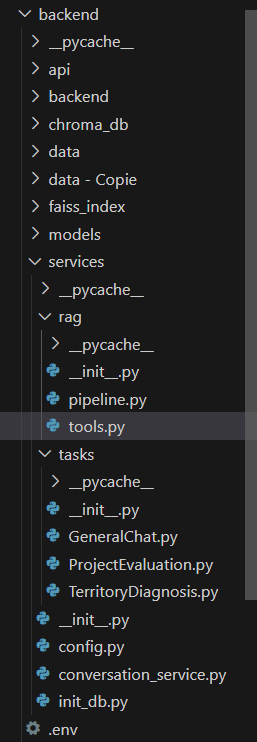 backend
__pycache__
api
backend
chroma_db
data
data - Copie
faiss_index
models
services
__pycache__
rag
__pycache__
__init__.py
pipeline.py
tools.py
tasks
__pycache__
__init__.py
GeneralChat.py
ProjectEvaluation.py
TerritoryDiagnosis.py
__init__.py
config.py
conversation_service.py
init_db.py
.env